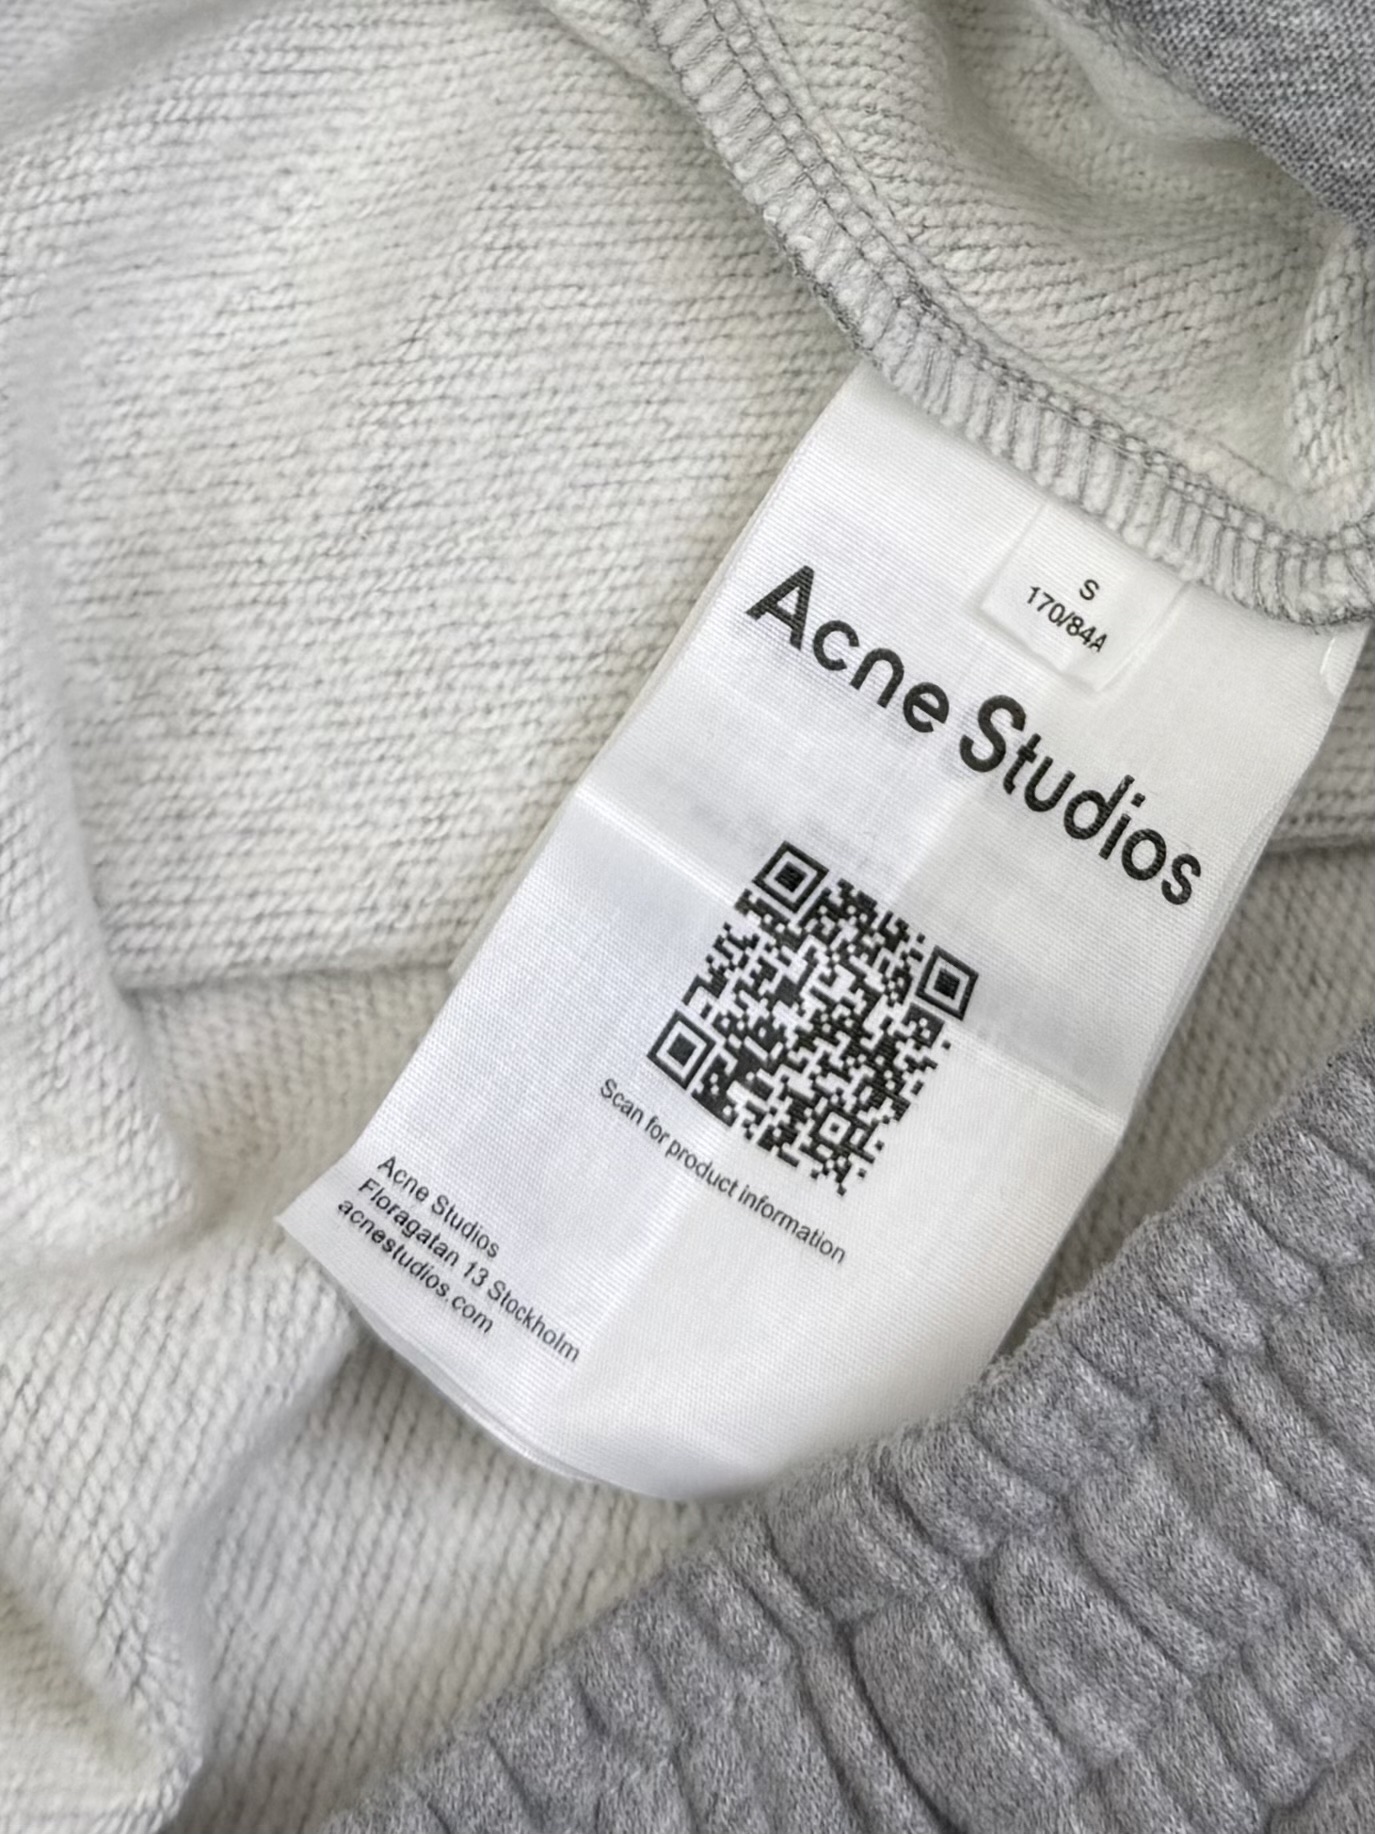 S
170/84A
Acne Studios
Scan for product information
Acne Studios
Floragatan 13 Stockholm
acnestudios.com